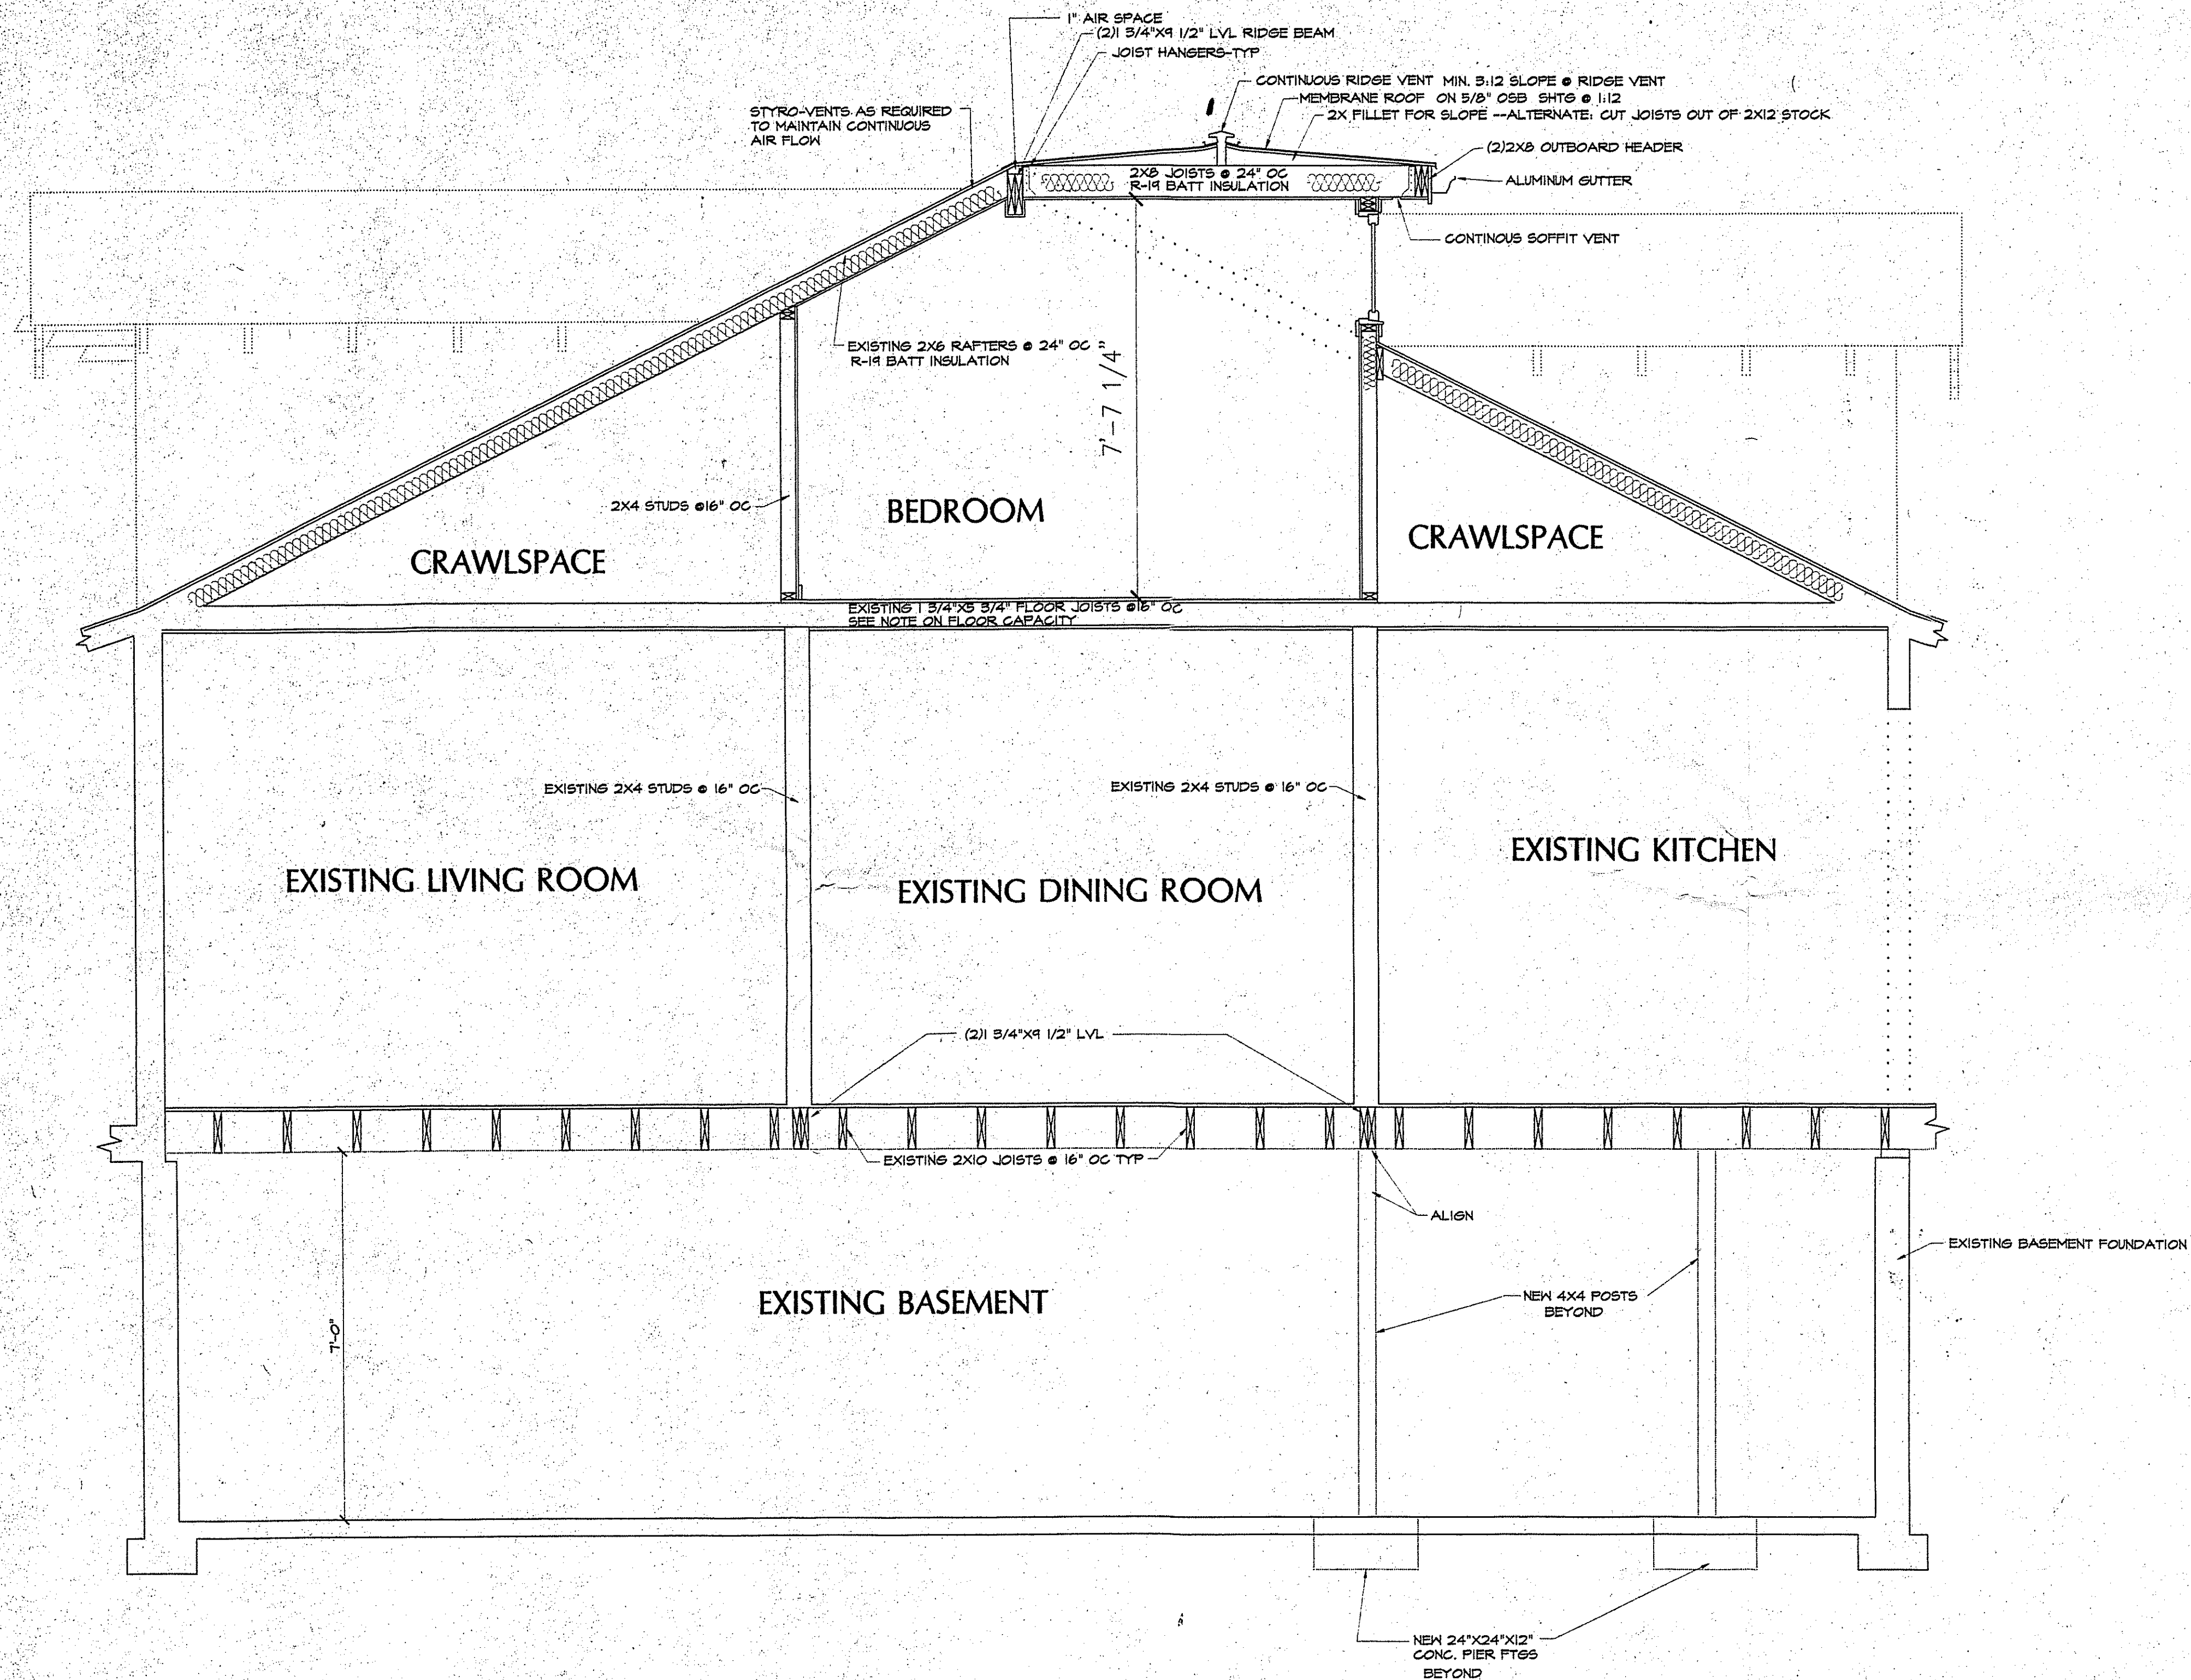 1" AIR SPACE
(2)1 3/4"X9 1/2" LVL RIDGE BEAM
JOIST HANGERS-TYP
CONTINUOUS RIDGE VENT MIN. 3:12 SLOPE @ RIDGE VENT
MEMBRANE ROOF ON 5/8" OSB SHTG @ 1:12
2X FILLET FOR SLOPE --ALTERNATE: CUT JOISTS OUT OF 2X12 STOCK
STYRO-VENTS AS REQUIRED
TO MAINTAIN CONTINUOUS
AIR FLOW
(2)2X8 OUTBOARD HEADER
2X8 JOISTS @ 24" OC
R-19 BATT INSULATION
ALUMINUM GUTTER
CONTINOUS SOFFIT VENT
EXISTING 2X6 RAFTERS @ 24" OC
R-19 BATT INSULATION
7'-7 1/4
2X4 STUDS @16" OC
BEDROOM
CRAWLSPACE
CRAWLSPACE
EXISTING 1 3/4"X5 3/4" FLOOR JOISTS @16" OC
SEE NOTE ON FLOOR CAPACITY
EXISTING 2X4 STUDS @ 16" OC
EXISTING 2X4 STUDS @ 16" OC
EXISTING LIVING ROOM
EXISTING DINING ROOM
EXISTING KITCHEN
(2)1 3/4"X9 1/2" LVL
EXISTING 2X10 JOISTS @ 16" OC TYP
ALIGN
EXISTING BASEMENT FOUNDATION
EXISTING BASEMENT
NEW 4X4 POSTS
BEYOND
7'-0"
NEW 24"X24"X12"
CONC. PIER FTGS
BEYOND